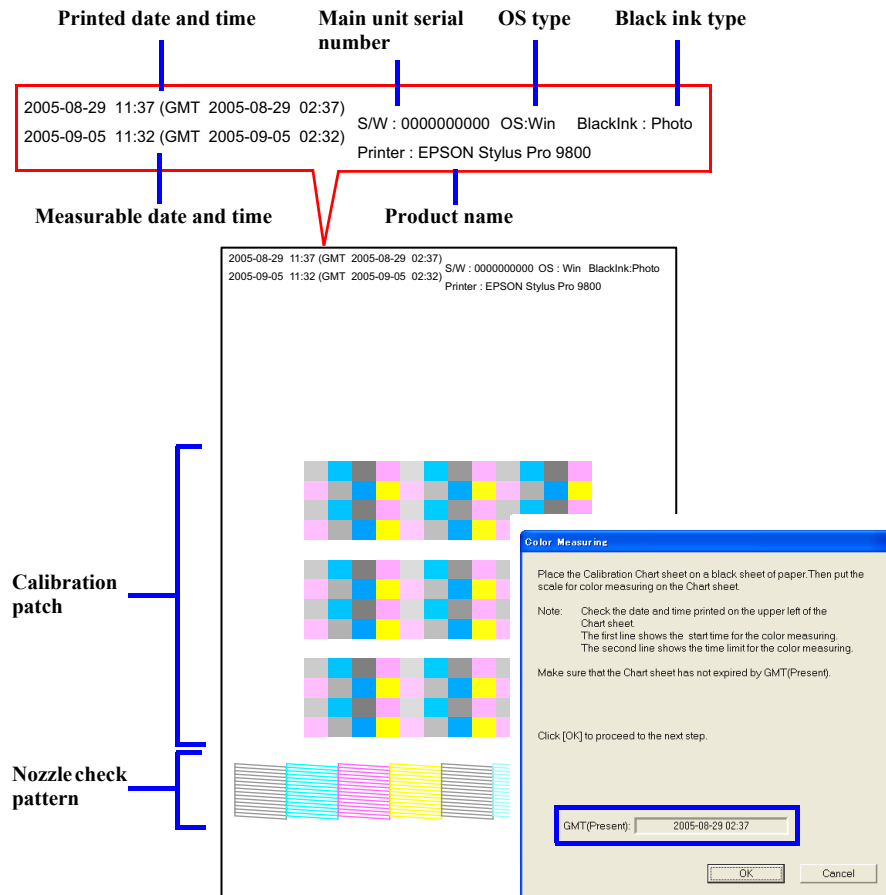 Printed date and time
Main unit serial
number
OS type
Black ink type
2005-08-29 11:37 (GMT 2005-08-29 02:37)
2005-09-05 11:32 (GMT 2005-09-05 02:32)
S/W : 0000000000 OS:Win BlackInk : Photo
Printer : EPSON Stylus Pro 9800
Measurable date and time
Product name
2005-08-29 11:37 (GMT 2005-08-29 02:37)
2005-09-05 11:32 (GMT 2005-09-05 02:32)
S/W : 0000000000 OS : Win BlackInk:Photo
Printer : EPSON Stylus Pro 9800
Calibration
patch
Nozzle check
pattern
Color Measuring
Place the Calibration Chart sheet on a black sheet of paper.Then put the
scale for color measuring on the Chart sheet.
Note: Check the date and time printed on the upper left of the
Chart sheet.
The first line shows the start time for the color measuring.
The second line shows the time limit for the color measuring.
Make sure that the Chart sheet has not expired by GMT(Present).
Click [OK] to proceed to the next step.
GMT(Present): 2005-08-29 02:37
OK
Cancel